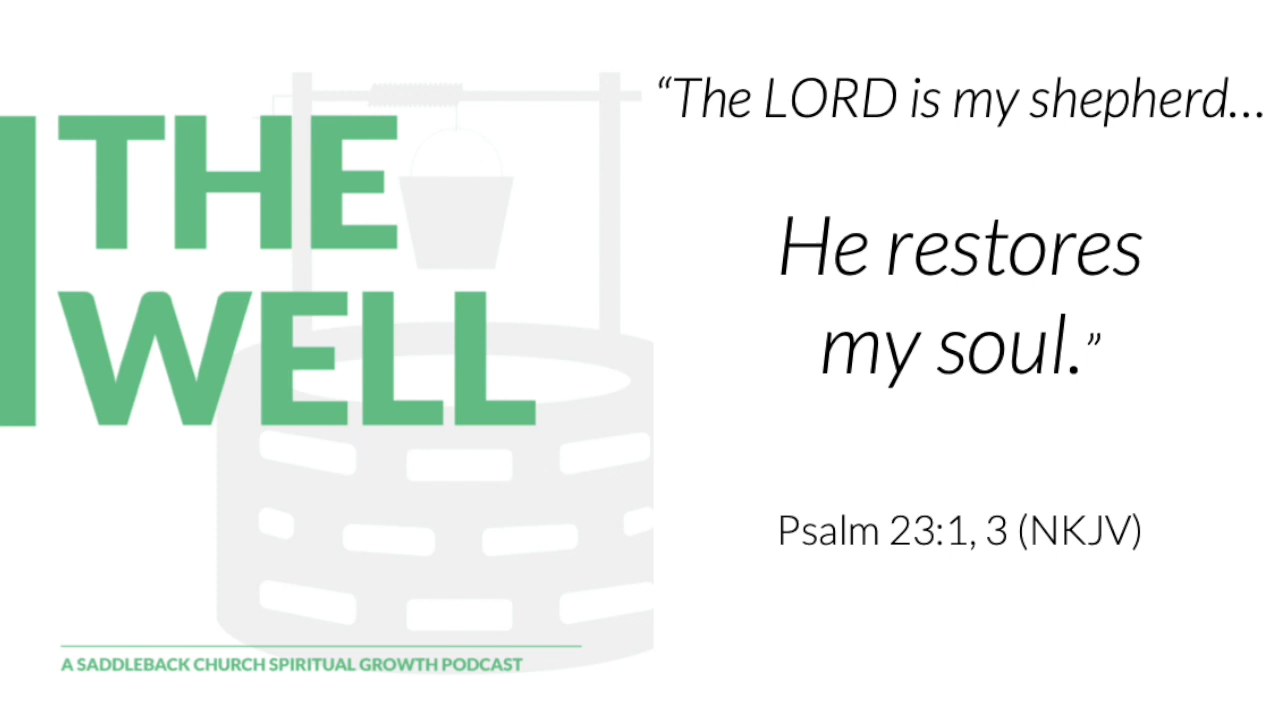 THE
WELL
A SADDLEBACK CHURCH SPIRITUAL GROWTH PODCAST
“The LORD is my shepherd...
He restores
my soul.”
Psalm 23:1, 3 (NKJV)